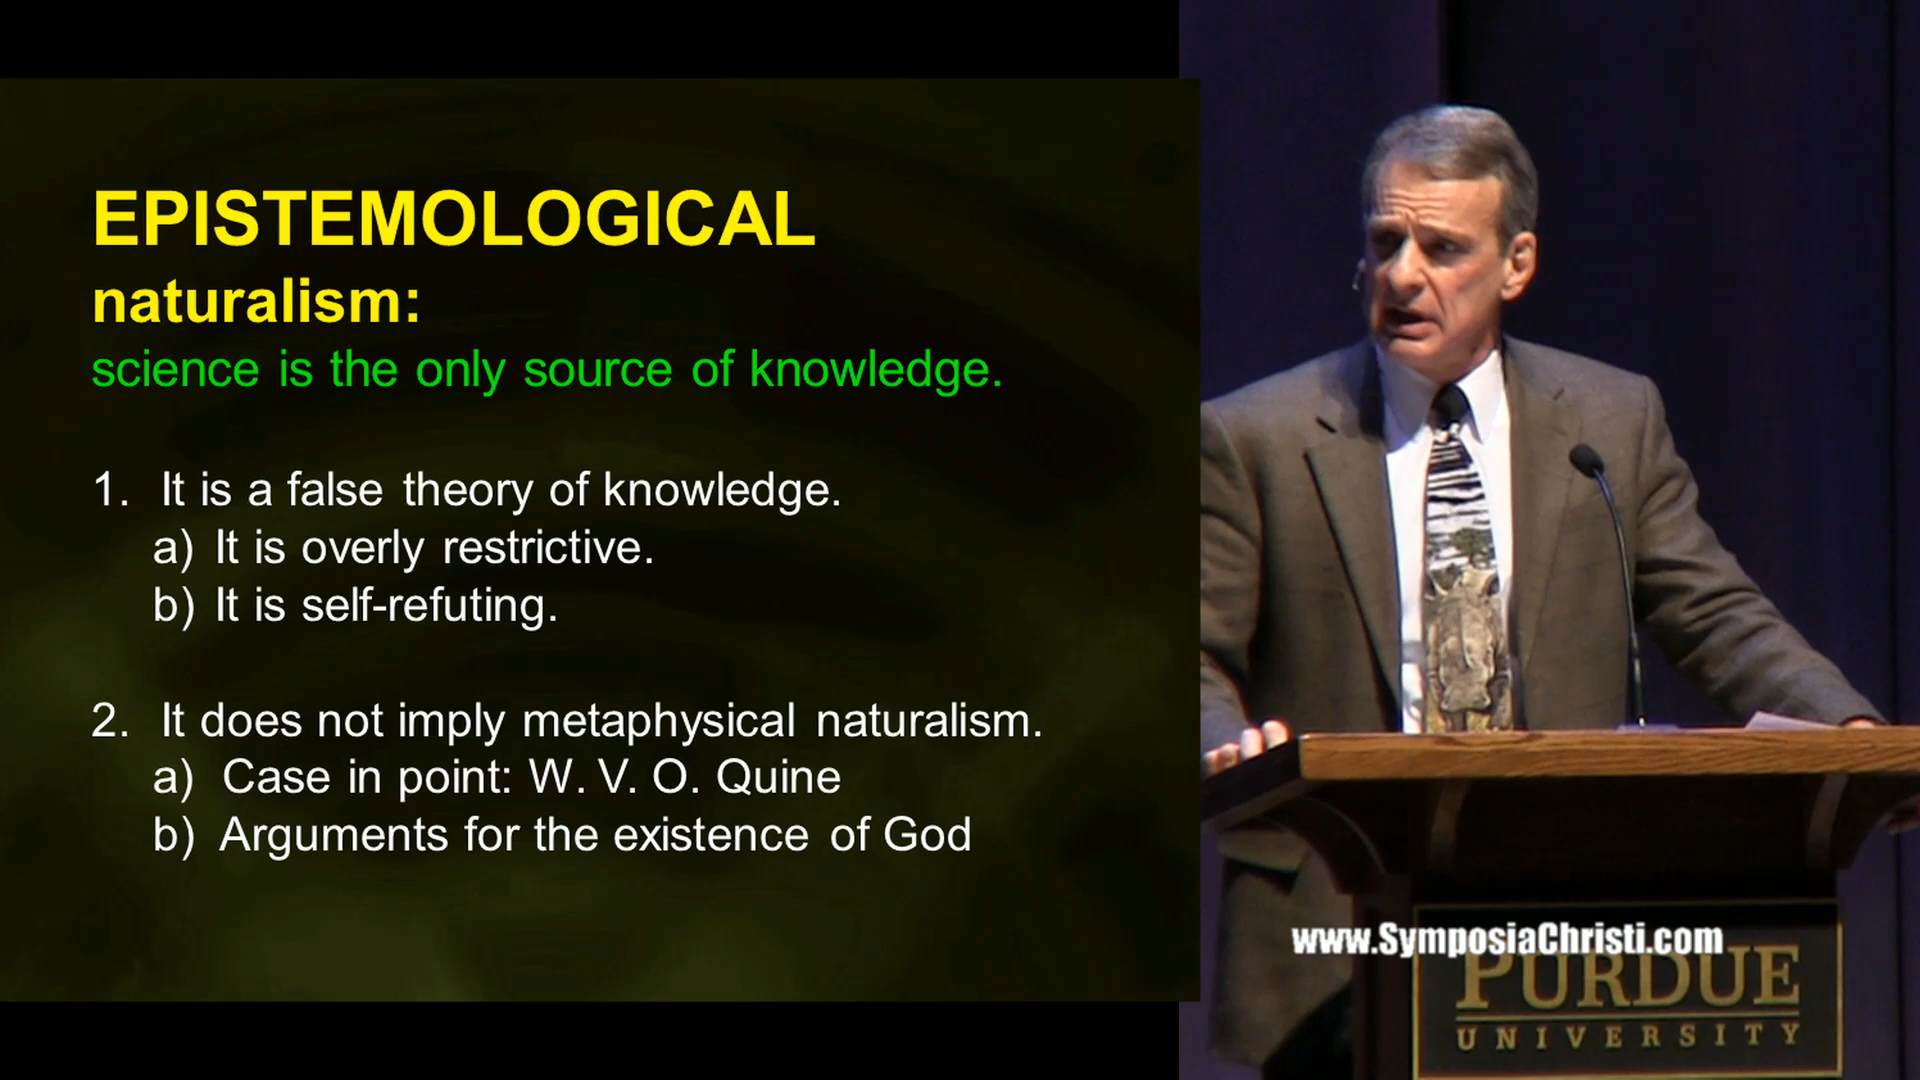 EPISTEMOLOGICAL
naturalism:
science is the only source of knowledge.
1. It is a false theory of knowledge.
a) It is overly restrictive.
b) It is self-refuting.
2. It does not imply metaphysical naturalism.
a) Case in point: W. V. O. Quine
b) Arguments for the existence of God
www.SymposiaChristi.com
PURDUE
UNIVERSITY